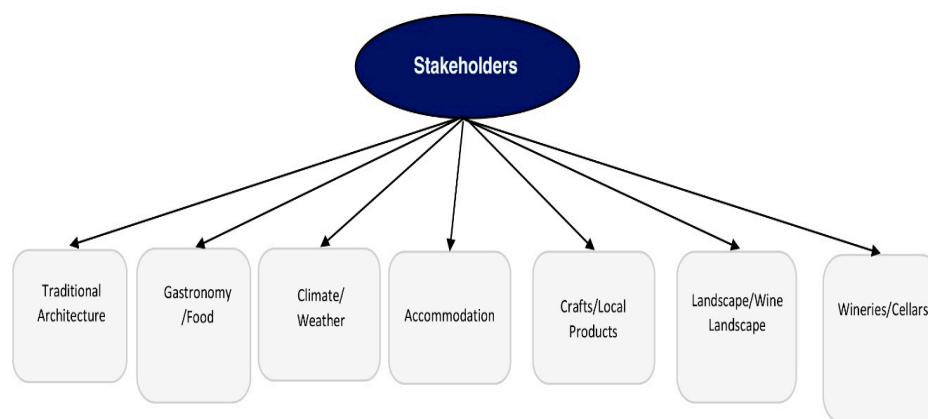 Stakeholders
Traditional
Architecture
Gastronomy
/Food
Climate/
Weather
Accommodation
Crafts/Local
Products
Landscape/Wine
Landscape
Wineries/Cellars